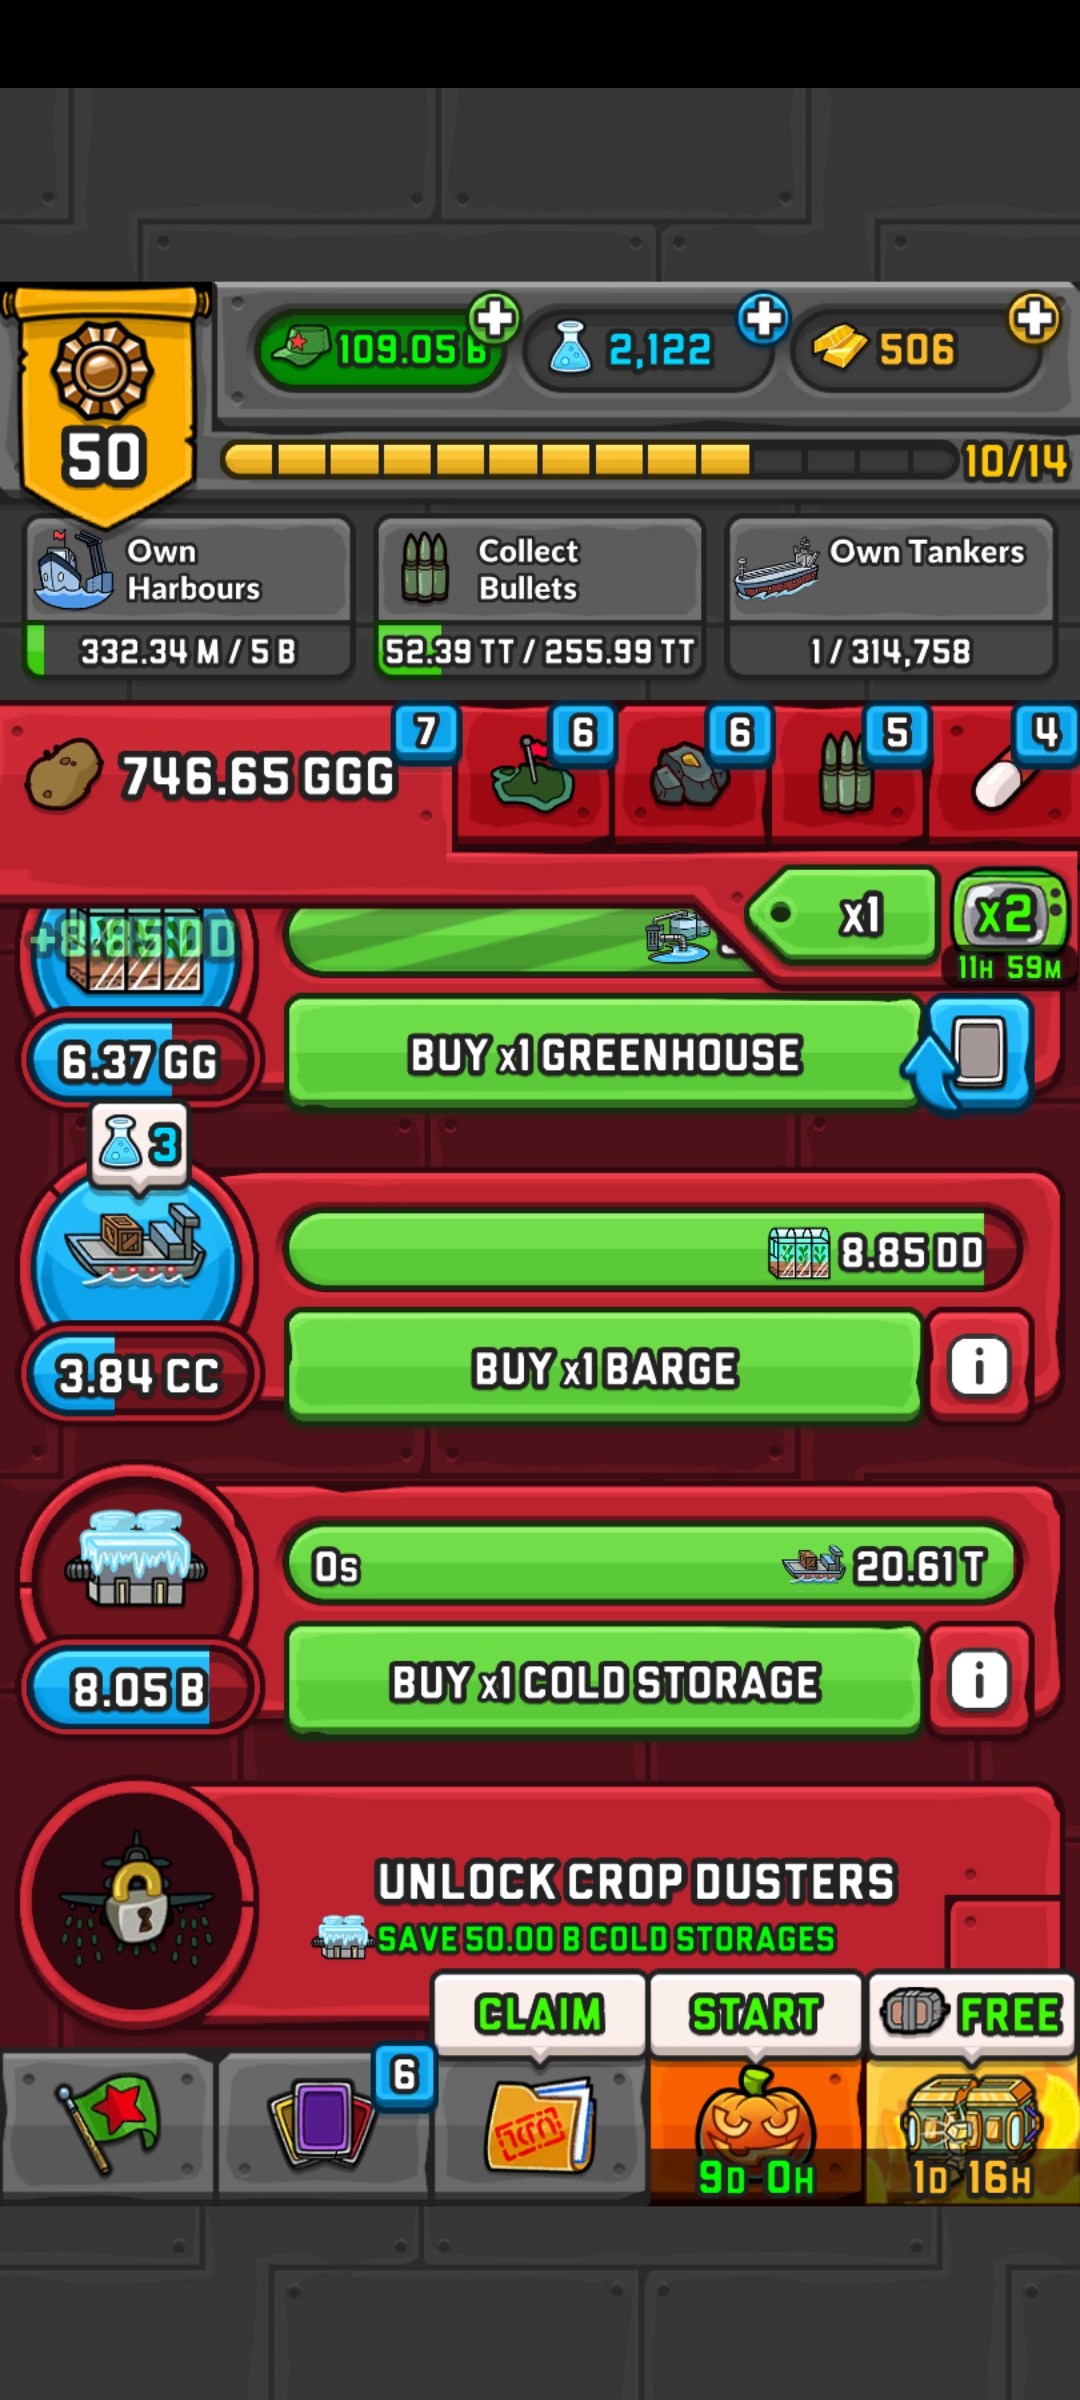 109.05 B
2,122
506
50
10/14
Own
Harbours
332.34 M / 5 B
Collect
Bullets
52.39 TT / 255.99 TT
Own Tankers
1 / 314,758
746.65 GGG
7
6
6
5
4
x1
x2
11H 59M
+8.85 DD
6.37 GG
BUY x1 GREENHOUSE
3
8.85 DD
3.84 CC
BUY x1 BARGE
i
0s
20.61 T
8.05 B
BUY x1 COLD STORAGE
i
UNLOCK CROP DUSTERS
SAVE 50.00 B COLD STORAGES
CLAIM
START
FREE
6
9D 0H
1D 16H